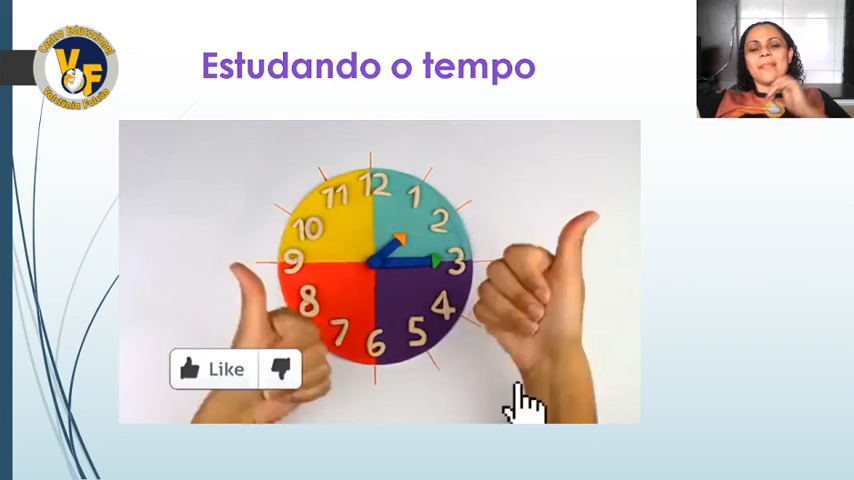 Centro Educacional
VF
Valdênia Falcão
Estudando o tempo
12
11
1
10
2
9
3
8
4
7
5
6
Like